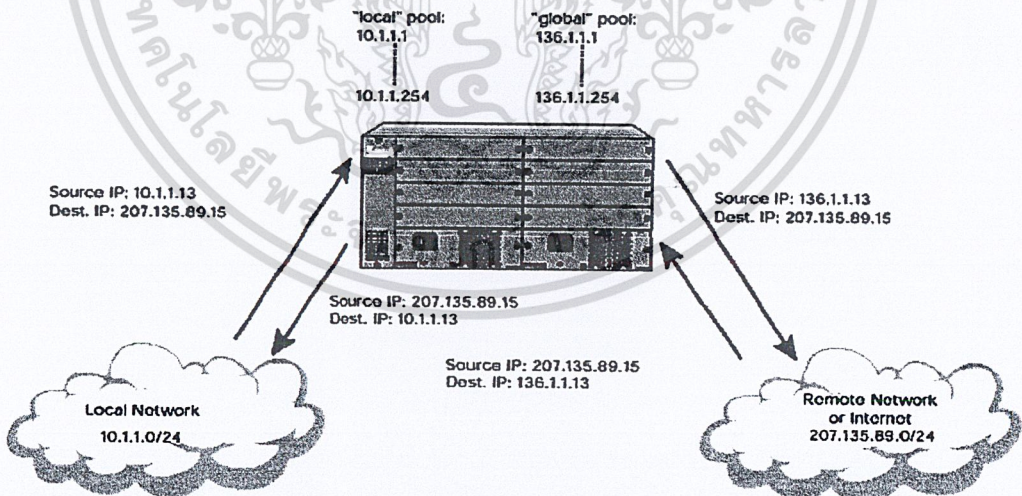 "local" pool:
10.1.1.1
10.1.1.254
"global" pool:
136.1.1.1
136.1.1.254
Source IP: 10.1.1.13
Dest. IP: 207.135.89.15
Source IP: 136.1.1.13
Dest. IP: 207.135.89.15
Source IP: 207.135.89.15
Dest. IP: 10.1.1.13
Source IP: 207.135.89.15
Dest. IP: 136.1.1.13
Local Network
10.1.1.0/24
Remote Network
or Internet
207.135.89.0/24